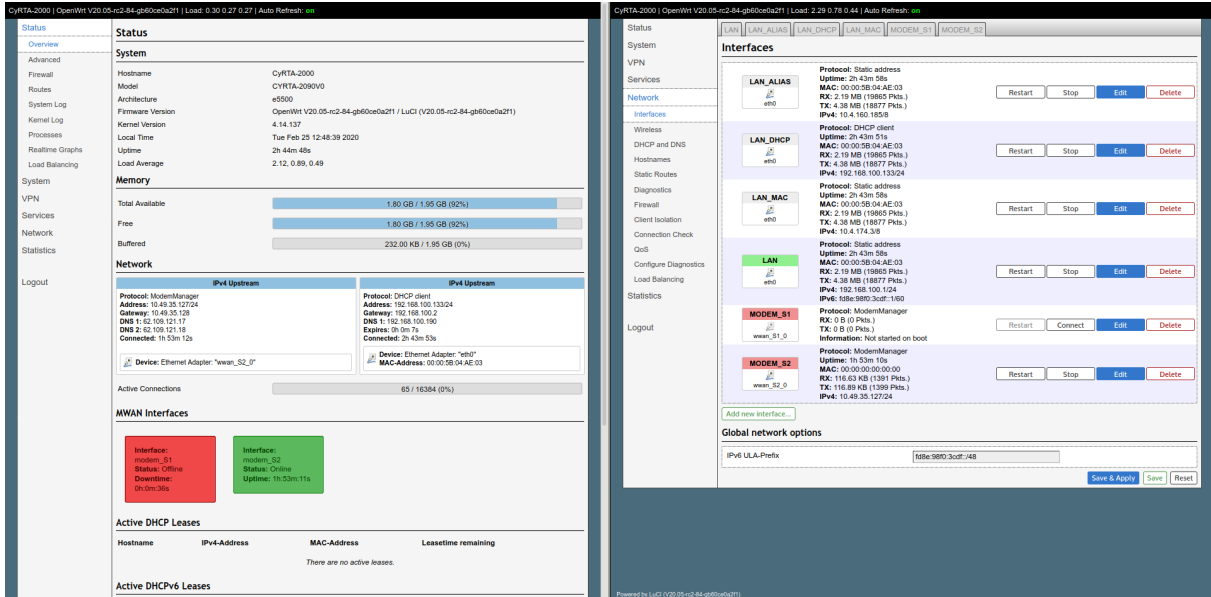 CyRTA-2000 | OpenWrt V20.05-rc2-84-gb60ce0a2f1 | Load: 0.30 0.27 0.27 | Auto Refresh: on
Status
Overview
Advanced
Firewall
Routes
System Log
Kernel Log
Processes
Realtime Graphs
Load Balancing
System
VPN
Services
Network
Statistics
Logout
Status
System
Hostname CyRTA-2000
Model CYRTA-2090V0
Architecture e5500
Firmware Version OpenWrt V20.05-rc2-84-gb60ce0a2f1 / LuCI (V20.05-rc2-84-gb60ce0a2f1)
Kernel Version 4.14.137
Local Time Tue Feb 25 12:48:39 2020
Uptime 2h 44m 48s
Load Average 2.12, 0.89, 0.49
Memory
Total Available 1.80 GB / 1.95 GB (92%)
Free 1.80 GB / 1.95 GB (92%)
Buffered 232.00 KB / 1.95 GB (0%)
Network
IPv4 Upstream
Protocol: ModemManager
Address: 10.49.35.127/24
Gateway: 10.49.35.128
DNS 1: 62.109.121.17
DNS 2: 62.109.121.18
Connected: 1h 53m 12s
Device: Ethernet Adapter: "wwan_S2_0"
IPv4 Upstream
Protocol: DHCP client
Address: 192.168.100.133/24
Gateway: 192.168.100.2
DNS 1: 192.168.100.190
Expires: 0h 0m 7s
Connected: 2h 43m 53s
Device: Ethernet Adapter: "eth0"
MAC-Address: 00:00:5B:04:AE:03
Active Connections 65 / 16384 (0%)
MWAN Interfaces
Interface:
modem_S1
Status: Offline
Downtime:
0h:0m:36s
Interface:
modem_S2
Status: Online
Uptime: 1h:53m:11s
Active DHCP Leases
Hostname IPv4-Address MAC-Address Leasetime remaining
There are no active leases.
Active DHCPv6 Leases
CyRTA-2000 | OpenWrt V20.05-rc2-84-gb60ce0a2f1 | Load: 2.29 0.78 0.44 | Auto Refresh: on
Status
System
VPN
Services
Network
Interfaces
Wireless
DHCP and DNS
Hostnames
Static Routes
Diagnostics
Firewall
Client Isolation
Connection Check
QoS
Configure Diagnostics
Load Balancing
Statistics
Logout
LAN LAN_ALIAS LAN_DHCP LAN_MAC MODEM_S1 MODEM_S2
Interfaces
LAN_ALIAS
eth0
Protocol: Static address
Uptime: 2h 43m 58s
MAC: 00:00:5B:04:AE:03
RX: 2.19 MB (19865 Pkts.)
TX: 4.38 MB (18877 Pkts.)
IPv4: 10.4.160.185/8
Restart Stop Edit Delete
LAN_DHCP
eth0
Protocol: DHCP client
Uptime: 2h 43m 51s
MAC: 00:00:5B:04:AE:03
RX: 2.19 MB (19865 Pkts.)
TX: 4.38 MB (18877 Pkts.)
IPv4: 192.168.100.133/24
Restart Stop Edit Delete
LAN_MAC
eth0
Protocol: Static address
Uptime: 2h 43m 58s
MAC: 00:00:5B:04:AE:03
RX: 2.19 MB (19865 Pkts.)
TX: 4.38 MB (18877 Pkts.)
IPv4: 10.4.174.3/8
Restart Stop Edit Delete
LAN
eth0
Protocol: Static address
Uptime: 2h 43m 58s
MAC: 00:00:5B:04:AE:03
RX: 2.19 MB (19865 Pkts.)
TX: 4.38 MB (18877 Pkts.)
IPv4: 192.168.100.1/24
IPv6: fd8e:98f0:3cdf::1/60
Restart Stop Edit Delete
MODEM_S1
wwan_S1_0
Protocol: ModemManager
RX: 0 B (0 Pkts.)
TX: 0 B (0 Pkts.)
Information: Not started on boot
Restart Connect Edit Delete
MODEM_S2
wwan_S2_0
Protocol: ModemManager
Uptime: 1h 53m 10s
MAC: 00:00:00:00:00:00
RX: 116.63 KB (1391 Pkts.)
TX: 116.89 KB (1399 Pkts.)
IPv4: 10.49.35.127/24
Restart Stop Edit Delete
Add new interface...
Global network options
IPv6 ULA-Prefix fd8e:98f0:3cdf::/48
Save & Apply Save Reset
Powered by LuCI (V20.05-rc2-84-gb60ce0a2f1)